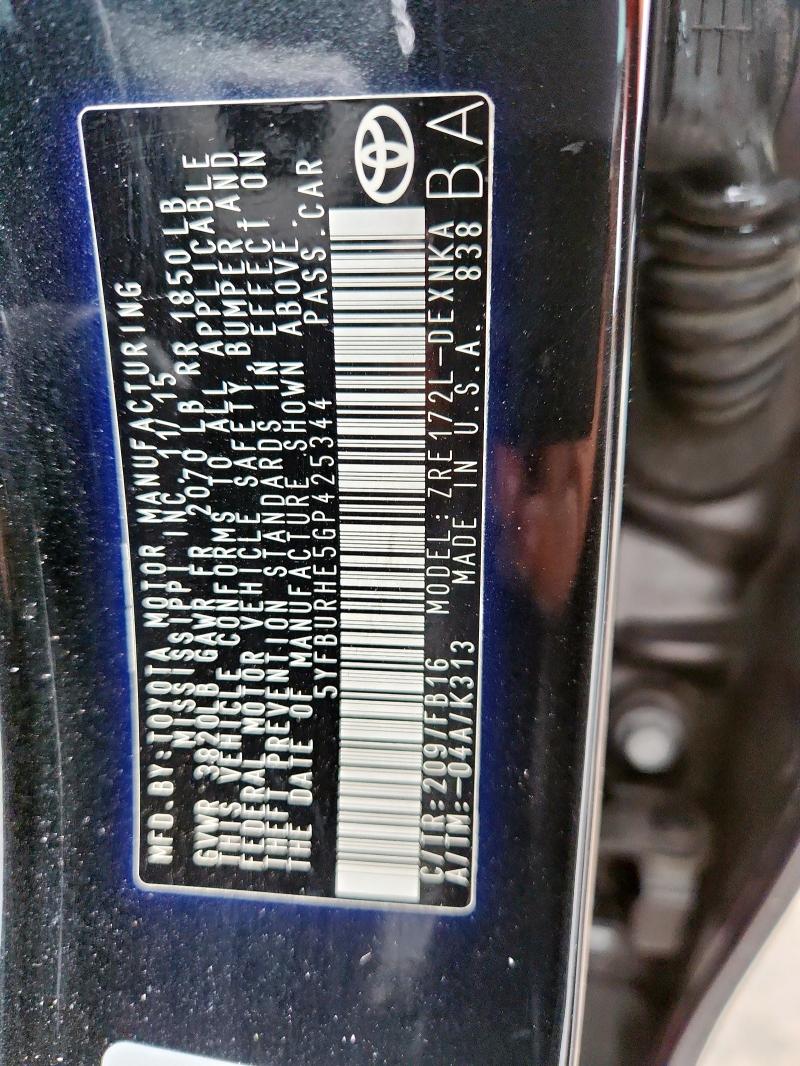 MFD.BY:TOYOTA MOTOR MANUFACTURING
MISSISSIPPI INC. 11/15
GVWR 3820LB GAWR FR 2070 LB RR 1850 LB
THIS VEHICLE CONFORMS TO ALL APPLICABLE
FEDERAL MOTOR VEHICLE SAFETY, BUMPER AND
THEFT PREVENTION STANDARDS IN EFFECT ON
THE DATE OF MANUFACTURE SHOWN ABOVE.
5YFBURHE5GP425344 PASS.CAR
C/TR:209/FB16 MODEL:ZRE172L-DEXNKA
A/TM:-04A/K313 MADE IN U.S.A. 838
BA